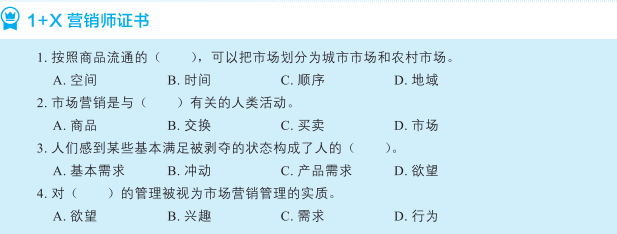 1+X 营销师证书
1. 按照商品流通的（　　），可以把市场划分为城市市场和农村市场。
A. 空间　B. 时间　C. 顺序　D. 地域
2. 市场营销是与（　　）有关的人类活动。
A. 商品　B. 交换　C. 买卖　D. 市场
3. 人们感到某些基本满足被剥夺的状态构成了人的（　　）。
A. 基本需求　B. 冲动　C. 产品需求　D. 欲望
4. 对（　　）的管理被视为市场营销管理的实质。
A. 欲望　B. 兴趣　C. 需求　D. 行为